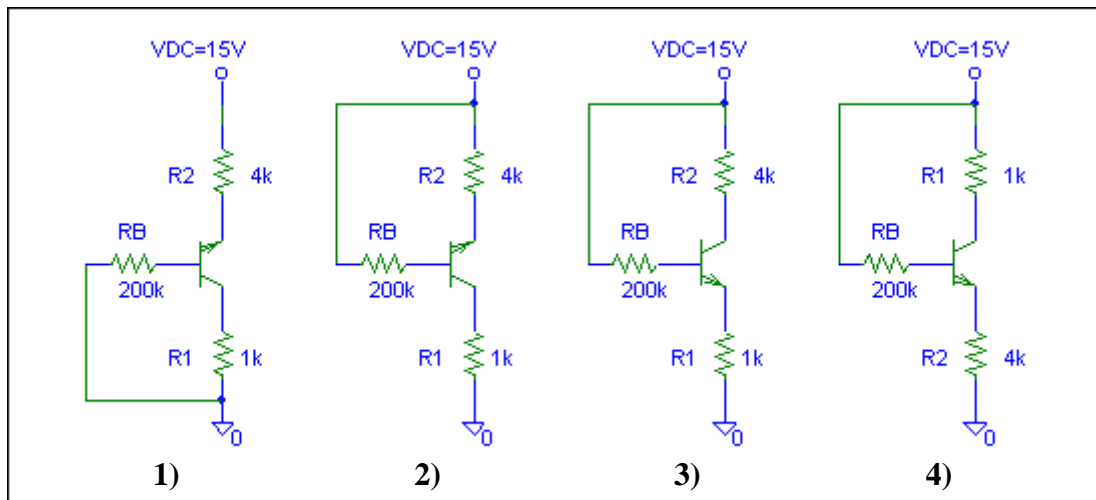 VDC=15V VDC=15V VDC=15V VDC=15V
R2 4k R2 4k R2 4k R1 1k
RB RB RB RB
200k 200k 200k 200k
R1 1k R1 1k R1 1k R2 4k
0 0 0 0
1) 2) 3) 4)